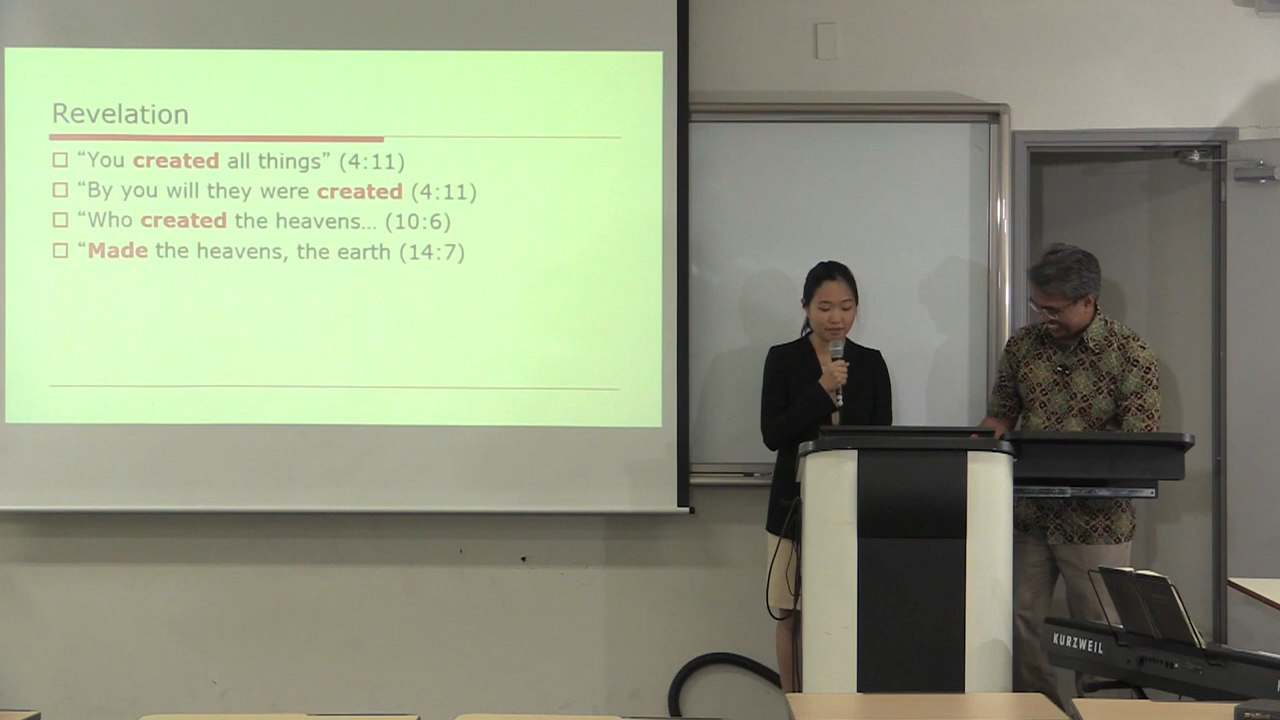 Revelation
“You created all things” (4:11)
“By you will they were created (4:11)
“Who created the heavens… (10:6)
“Made the heavens, the earth (14:7)
KURZWEIL